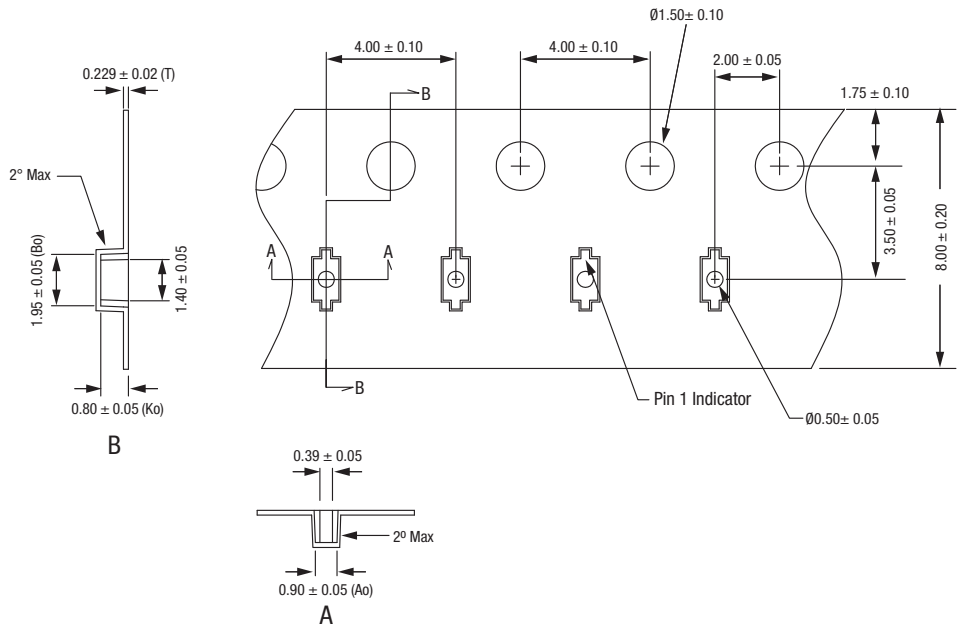 Ø1.50± 0.10
4.00 ± 0.10
4.00 ± 0.10
2.00 ± 0.05
0.229 ± 0.02 (T)
B
1.75 ± 0.10
2° Max
3.50 ± 0.05
8.00 ± 0.20
A
A
1.95 ± 0.05 (Bo)
1.40 ± 0.05
B
Pin 1 Indicator
0.80 ± 0.05 (Ko)
Ø0.50± 0.05
B
0.39 ± 0.05
2º Max
0.90 ± 0.05 (Ao)
A